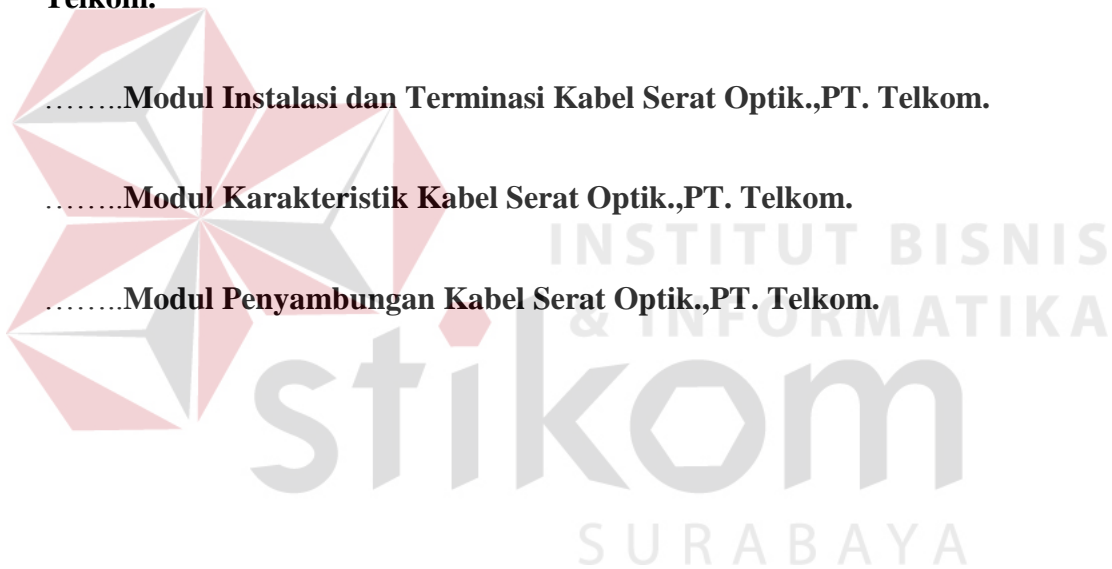 Telkom.
……..Modul Instalasi dan Terminasi Kabel Serat Optik.,PT. Telkom.
……..Modul Karakteristik Kabel Serat Optik.,PT. Telkom.
INSTITUT BISNIS
……..Modul Penyambungan Kabel Serat Optik.,PT. Telkom.
& INFORMATIKA
stikom
SURABAYA